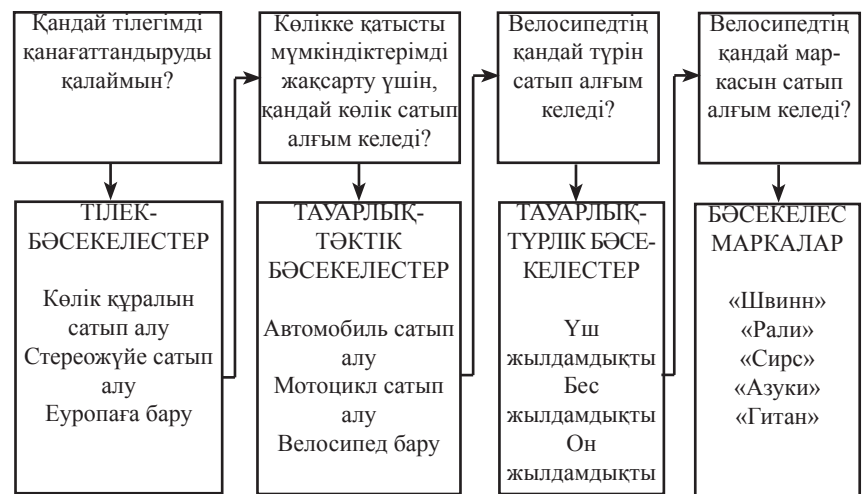 Қандай тілегімді
қанағаттандыруды
қалаймын?
Көлікке қатысты
мүмкіндіктерімді
жақсарту үшін,
қандай көлік сатып
алғым келеді?
Велосипедтің
қандай түрін
сатып алғым
келеді?
Велосипедтің
қандай мар-
касын сатып
алғым келеді?
ТІЛЕК-
БӘСЕКЕЛЕСТЕР
Көлік құралын
сатып алу
Стереожүйе сатып
алу
Еуропаға бару
ТАУАРЛЫҚ-
ТӘКТІК
БӘСЕКЕЛЕСТЕР
Автомобиль сатып
алу
Мотоцикл сатып
алу
Велосипед бару
ТАУАРЛЫҚ-
ТҮРЛІК БӘСЕ-
КЕЛЕСТЕР
Үш
жылдамдықты
Бес
жылдамдықты
Он
жылдамдықты
БӘСЕКЕЛЕС
МАРКАЛАР
«Швинн»
«Рали»
«Сирс»
«Азуки»
«Гитан»